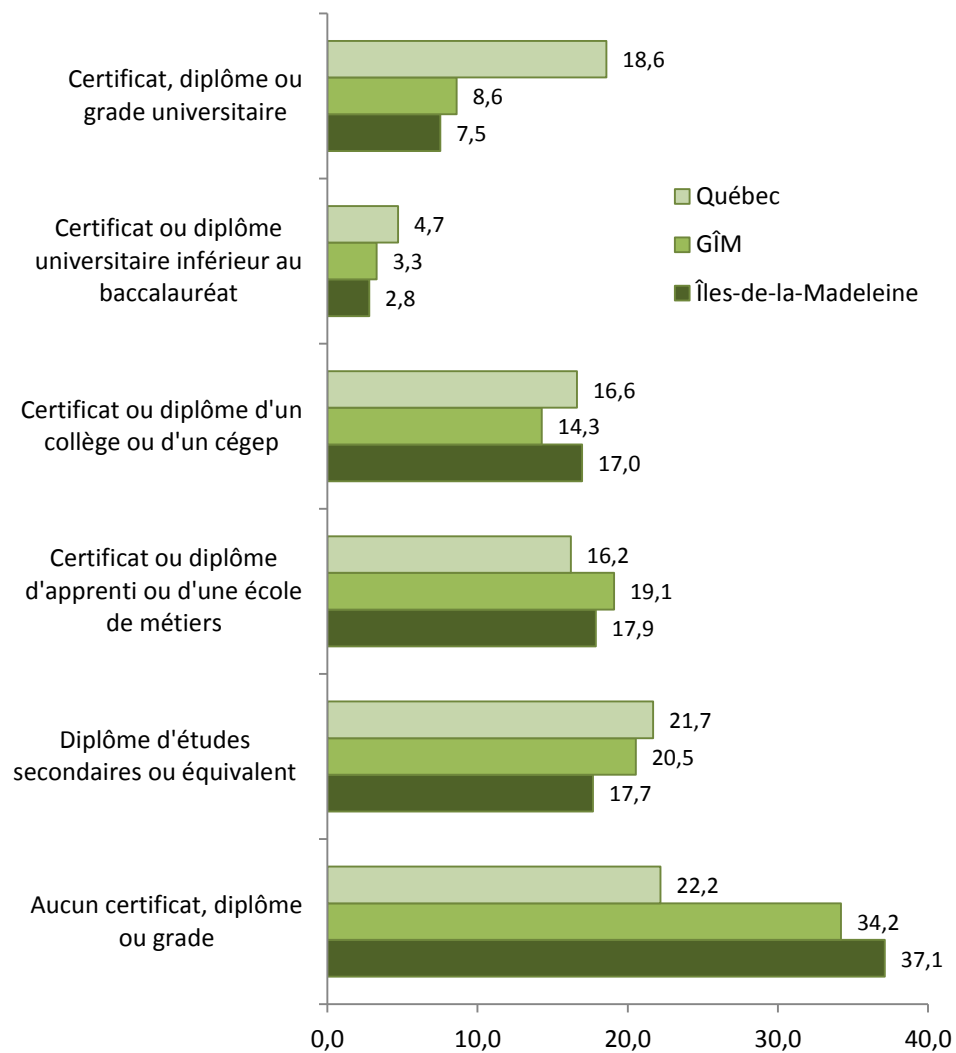 Certificat, diplôme ou
grade universitaire
18,6
8,6
7,5
Québec
GÎM
Îles-de-la-Madeleine
Certificat ou diplôme
universitaire inférieur au
baccalauréat
4,7
3,3
2,8
Certificat ou diplôme d'un
collège ou d'un cégep
16,6
14,3
17,0
Certificat ou diplôme
d'apprenti ou d'une école
de métiers
16,2
19,1
17,9
Diplôme d'études
secondaires ou équivalent
21,7
20,5
17,7
Aucun certificat, diplôme
ou grade
22,2
34,2
37,1
0,0 10,0 20,0 30,0 40,0